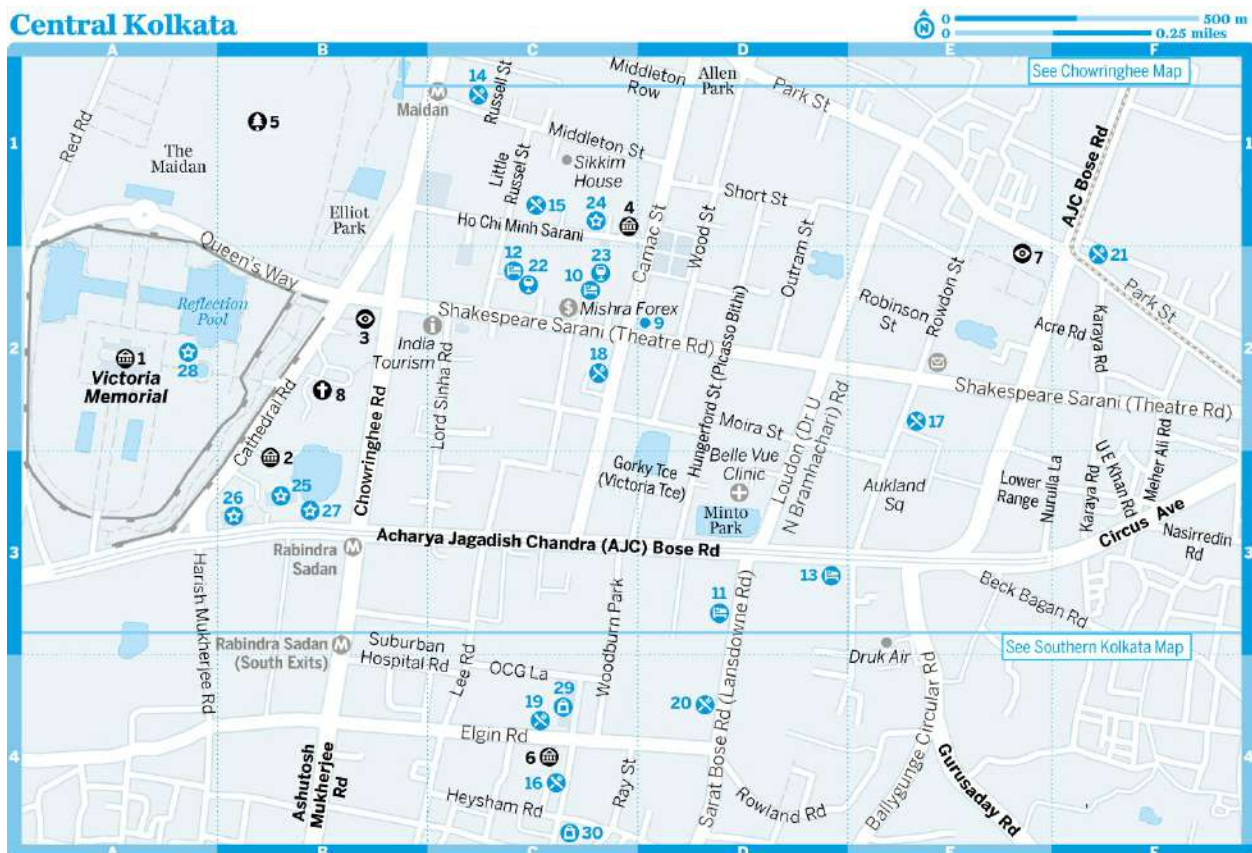 Central Kolkata
N
0 500 m
0 0.25 miles
A B C D E F
See Chowringhee Map
1
1
Red Rd
The
Maidan
5
Elliot
Park
Maidan
M
14
Russell St
Little
Russel St
Middleton
Row
Allen
Park
Park St
Middleton St
Sikkim
House
Short St
15
24
4
Ho Chi Minh Sarani
Camac St
Wood St
Outram St
AJC Bose Rd
7
21
Park St
Queen's Way
Reflection
Pool
12
22
10
23
$
Mishra Forex
9
Shakespeare Sarani (Theatre Rd)
Robinson
St
Rowdon St
Acre Rd
Karaya Rd
2
2
1
Victoria
Memorial
28
3
i
India
Tourism
8
Cathedral Rd
Chowringhee Rd
Lord Sinha Rd
18
Hungerford St (Picasso Bithi)
Moira St
Loudon (Dr U
N Bramhachari) Rd
17
Shakespeare Sarani (Theatre Rd)
2
25
26
27
Gorky Tce
(Victoria Tce)
Belle Vue
Clinic
Minto
Park
Aukland
Sq
Lower
Range
Nurulla La
Karaya Rd
U E Khan Rd
Meher Ali Rd
Circus Ave
Nasirredin
Rd
3
3
Acharya Jagadish Chandra (AJC) Bose Rd
Rabindra
Sadan
M
Harish Mukherjee Rd
13
11
Beck Bagan Rd
Rabindra Sadan
(South Exits)
M
Suburban
Hospital Rd
Lee Rd
OCG La
Woodburn Park
Sarat Bose Rd (Lansdowne Rd)
Druk Air
See Southern Kolkata Map
29
19
20
Elgin Rd
4
4
6
16
Ashutosh
Mukherjee
Rd
Heysham Rd
Ray St
Rowland Rd
Ballygunge Circular Rd
Gurusaday Rd
30
A B C D E F